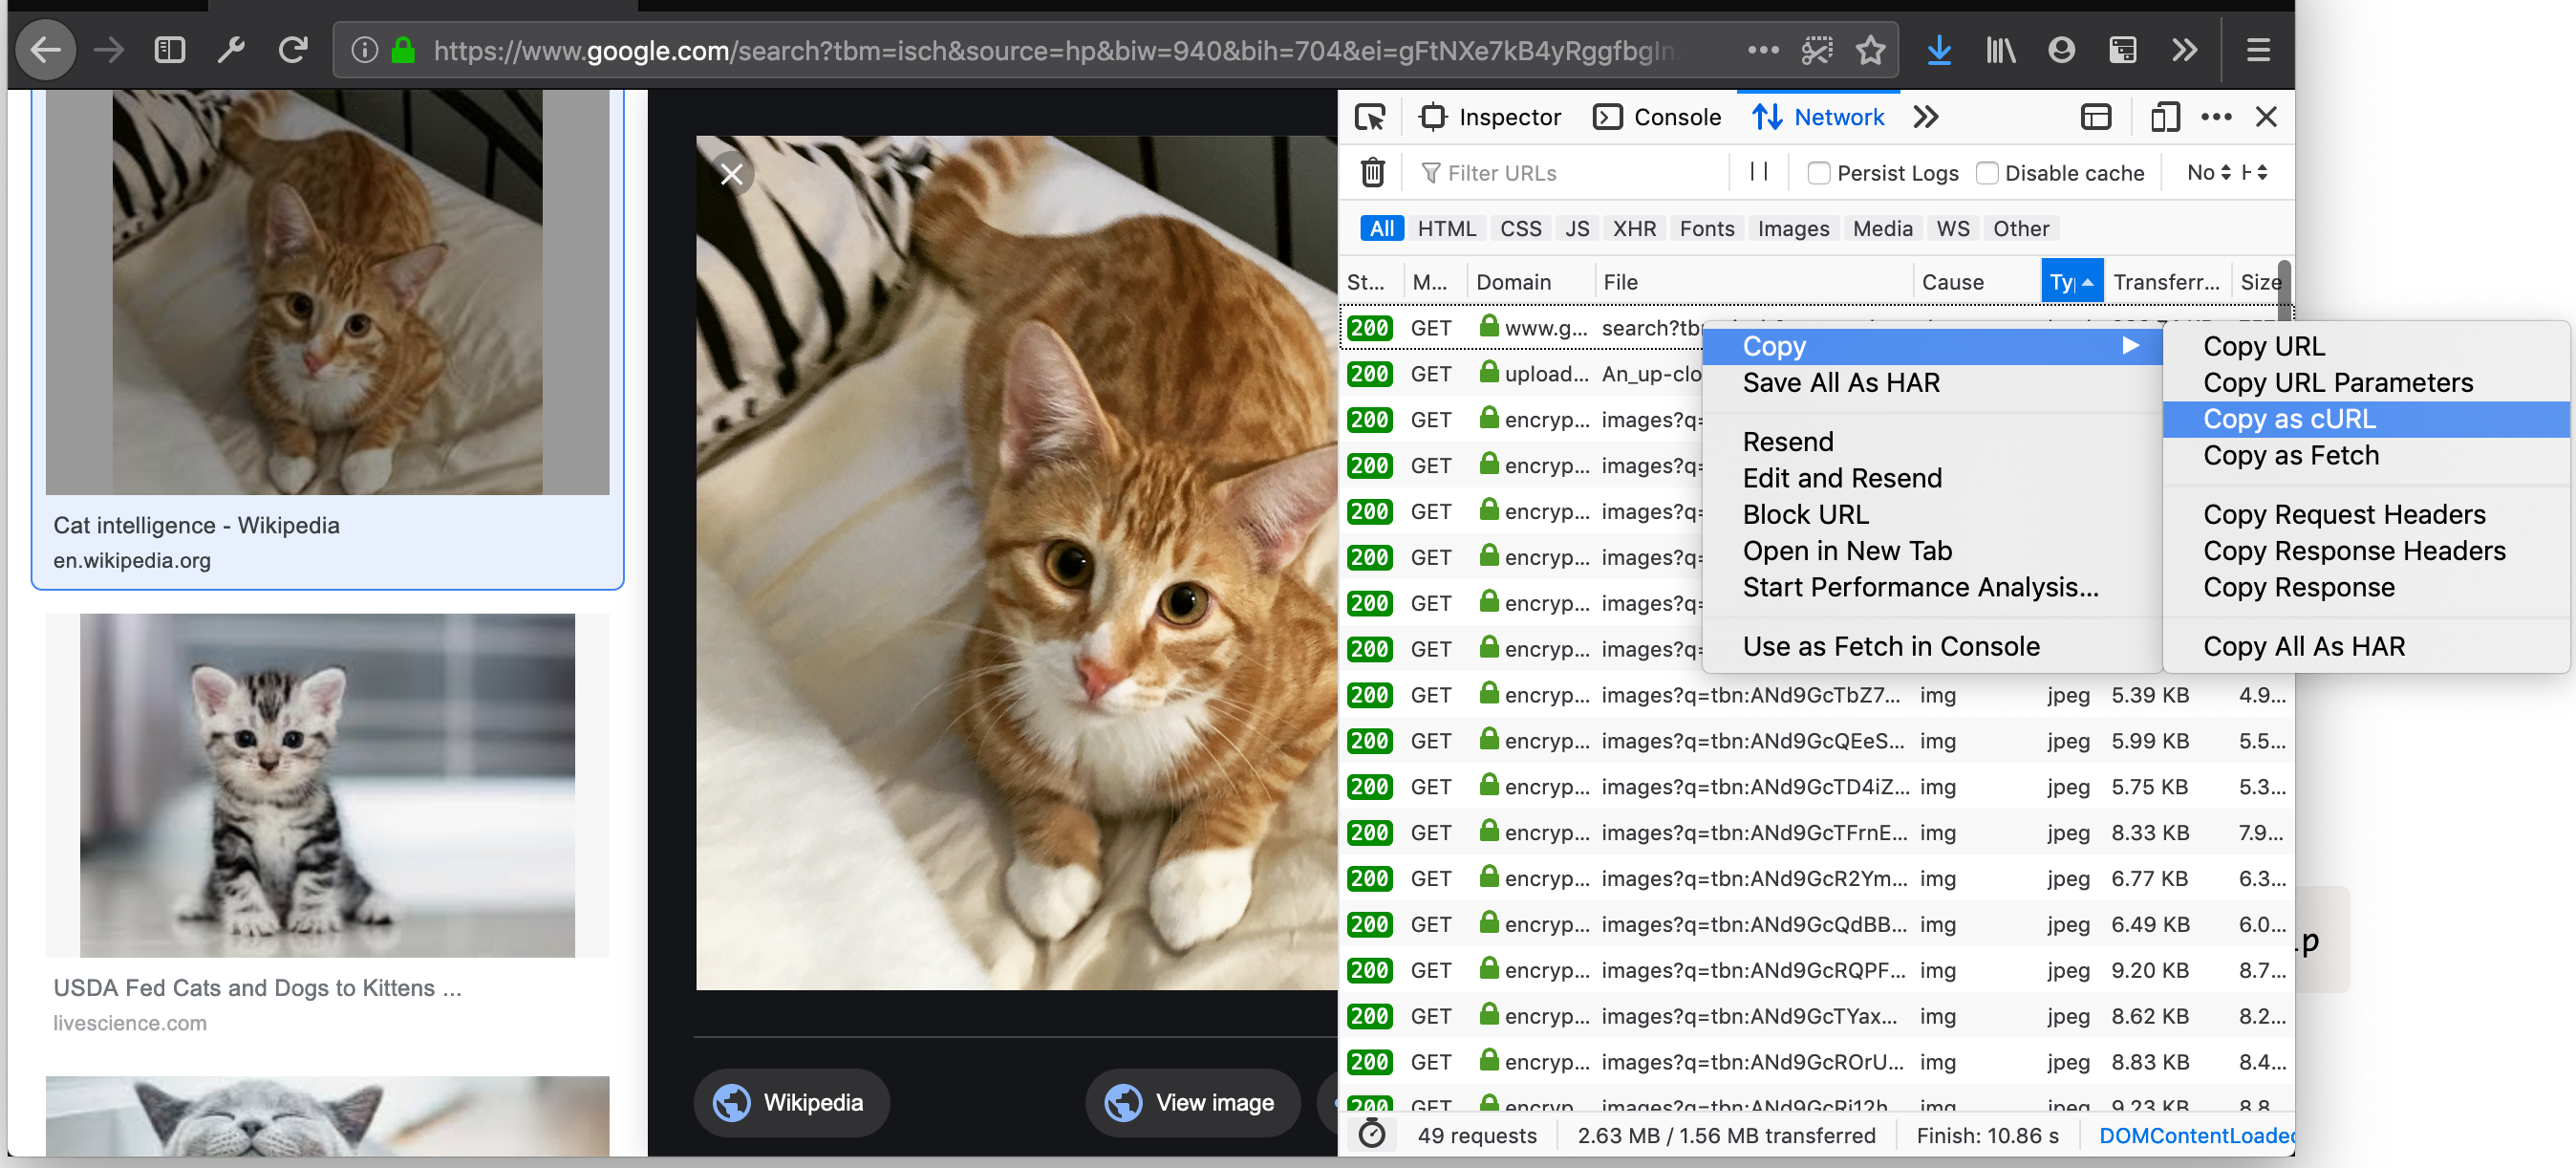 https://www.google.com/search?tbm=isch&source=hp&biw=940&bih=704&ei=gFtNXe7kB4yRggfbgIn
Inspector Console Network
Filter URLs Persist Logs Disable cache No
All HTML CSS JS XHR Fonts Images Media WS Other
St... M... Domain File Cause Ty Transferr... Size
200 GET www.g... search?tb
200 GET upload... An_up-clo
200 GET encryp... images?q=
200 GET encryp... images?q=
200 GET encryp... images?q=
200 GET encryp... images?q=
200 GET encryp... images?q=
200 GET encryp... images?q=
200 GET encryp... images?q=tbn:ANd9GcTbZ7... img jpeg 5.39 KB 4.9...
200 GET encryp... images?q=tbn:ANd9GcQEeS... img jpeg 5.99 KB 5.5...
200 GET encryp... images?q=tbn:ANd9GcTD4iZ... img jpeg 5.75 KB 5.3...
200 GET encryp... images?q=tbn:ANd9GcTFrnE... img jpeg 8.33 KB 7.9...
200 GET encryp... images?q=tbn:ANd9GcR2Ym... img jpeg 6.77 KB 6.3...
200 GET encryp... images?q=tbn:ANd9GcQdBB... img jpeg 6.49 KB 6.0...
200 GET encryp... images?q=tbn:ANd9GcRQPF... img jpeg 9.20 KB 8.7...
200 GET encryp... images?q=tbn:ANd9GcTYax... img jpeg 8.62 KB 8.2...
200 GET encryp... images?q=tbn:ANd9GcROrU... img jpeg 8.83 KB 8.4...
200 GET encryp... img jpeg 9.23 KB 8.8
49 requests 2.63 MB / 1.56 MB transferred Finish: 10.86 s DOMContentLoaded
Copy
Save All As HAR
Resend
Edit and Resend
Block URL
Open in New Tab
Start Performance Analysis...
Use as Fetch in Console
Copy URL
Copy URL Parameters
Copy as cURL
Copy as Fetch
Copy Request Headers
Copy Response Headers
Copy Response
Copy All As HAR
Cat intelligence - Wikipedia
en.wikipedia.org
USDA Fed Cats and Dogs to Kittens ...
livescience.com
Wikipedia
View image